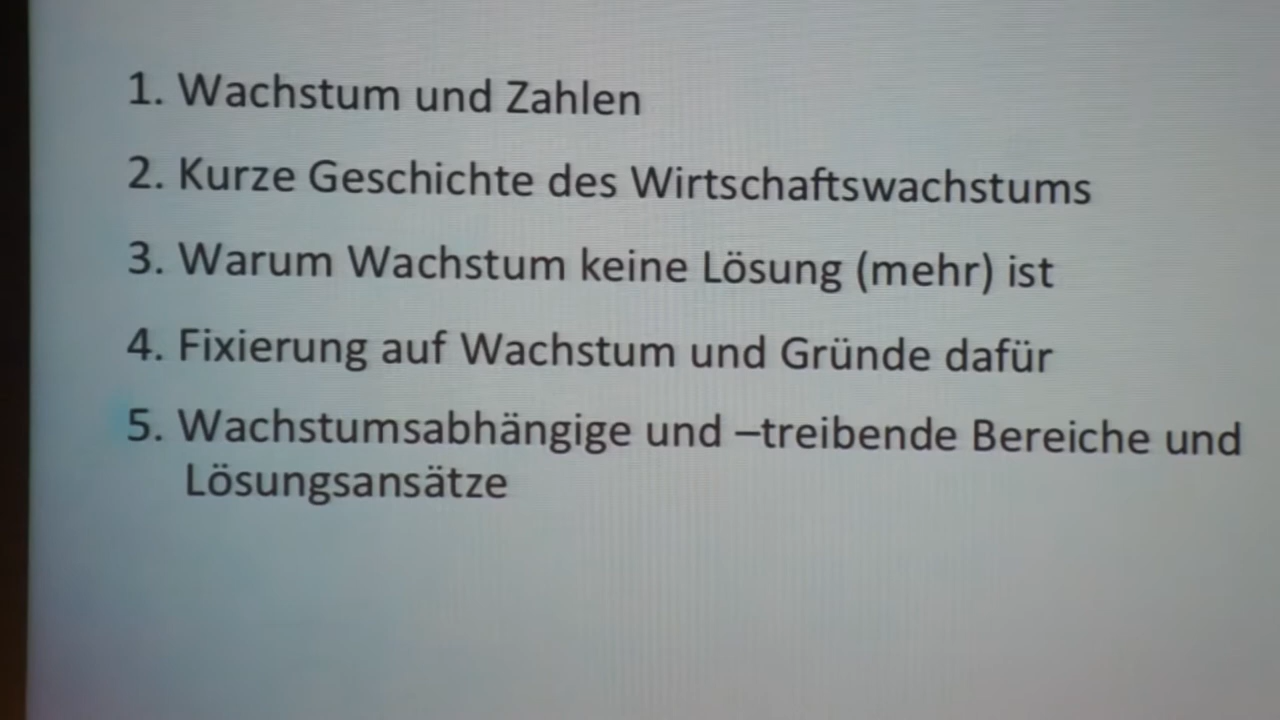 1. Wachstum und Zahlen
2. Kurze Geschichte des Wirtschaftswachstums
3. Warum Wachstum keine Lösung (mehr) ist
4. Fixierung auf Wachstum und Gründe dafür
5. Wachstumsabhängige und –treibende Bereiche und
Lösungsansätze